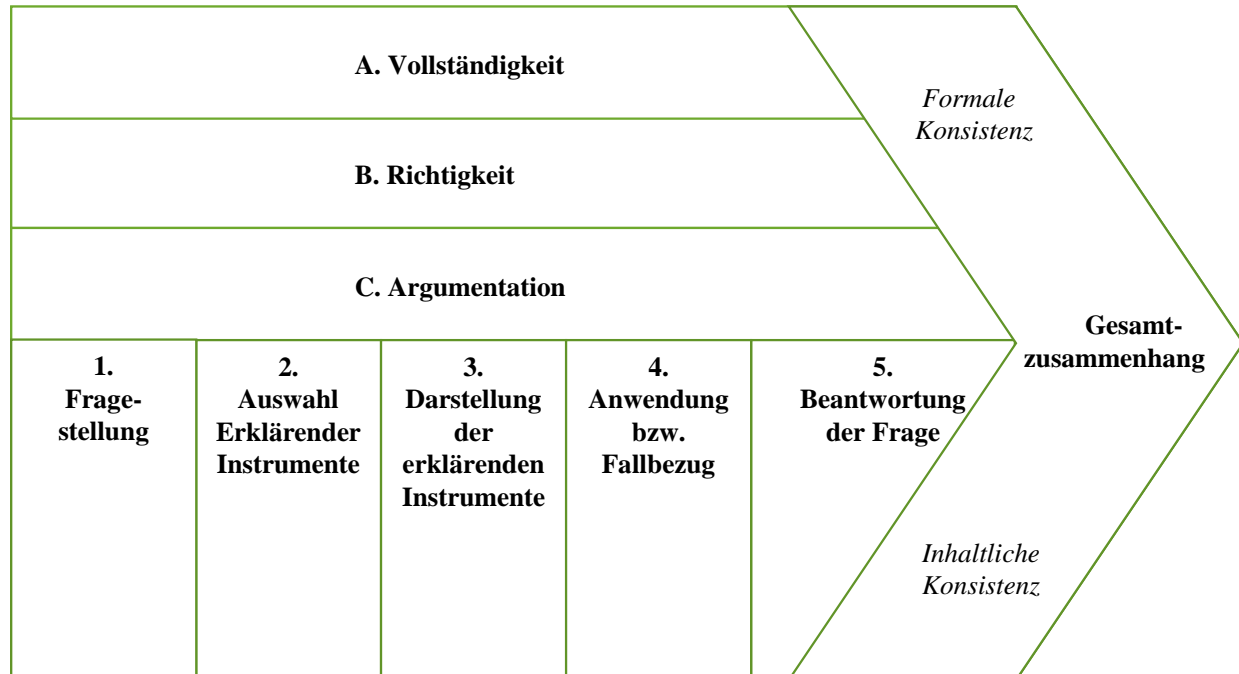 A. Vollständigkeit
Formale
Konsistenz
B. Richtigkeit
C. Argumentation
Gesamt-
zusammenhang
1.
Frage-
stellung
2.
Auswahl
Erklärender
Instrumente
3.
Darstellung
der
erklärenden
Instrumente
4.
Anwendung
bzw.
Fallbezug
5.
Beantwortung
der Frage
Inhaltliche
Konsistenz